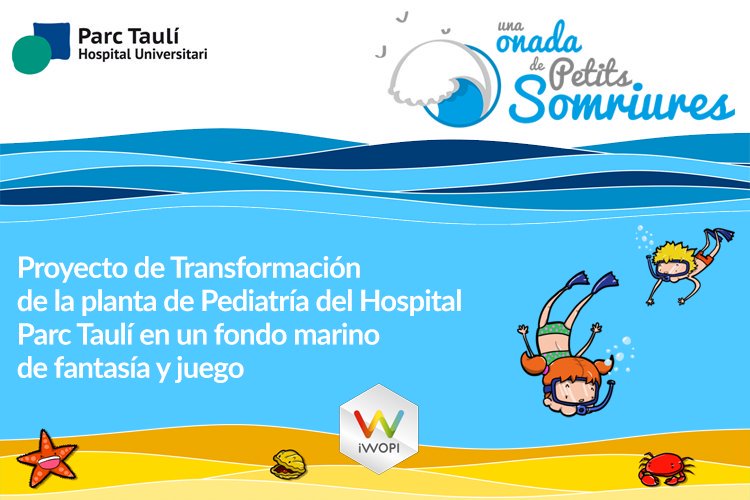 Parc Taulí
Hospital Universitari
una
onada
de Petits
Somriures
Proyecto de Transformación
de la planta de Pediatría del Hospital
Parc Taulí en un fondo marino
de fantasía y juego
iWOPI